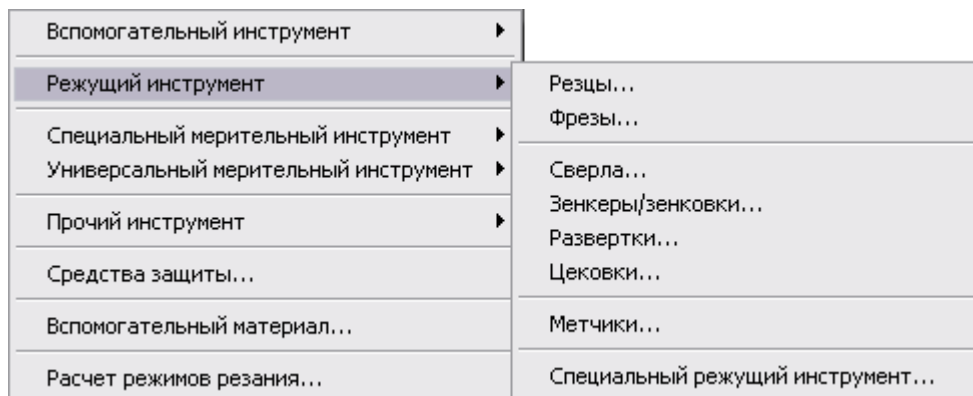 Вспомогательный инструмент
Режущий инструмент
Специальный мерительный инструмент
Универсальный мерительный инструмент
Прочий инструмент
Средства защиты...
Вспомогательный материал...
Расчет режимов резания...
Резцы...
Фрезы...
Сверла...
Зенкеры/зенковки...
Развертки...
Цековки...
Метчики...
Специальный режущий инструмент...